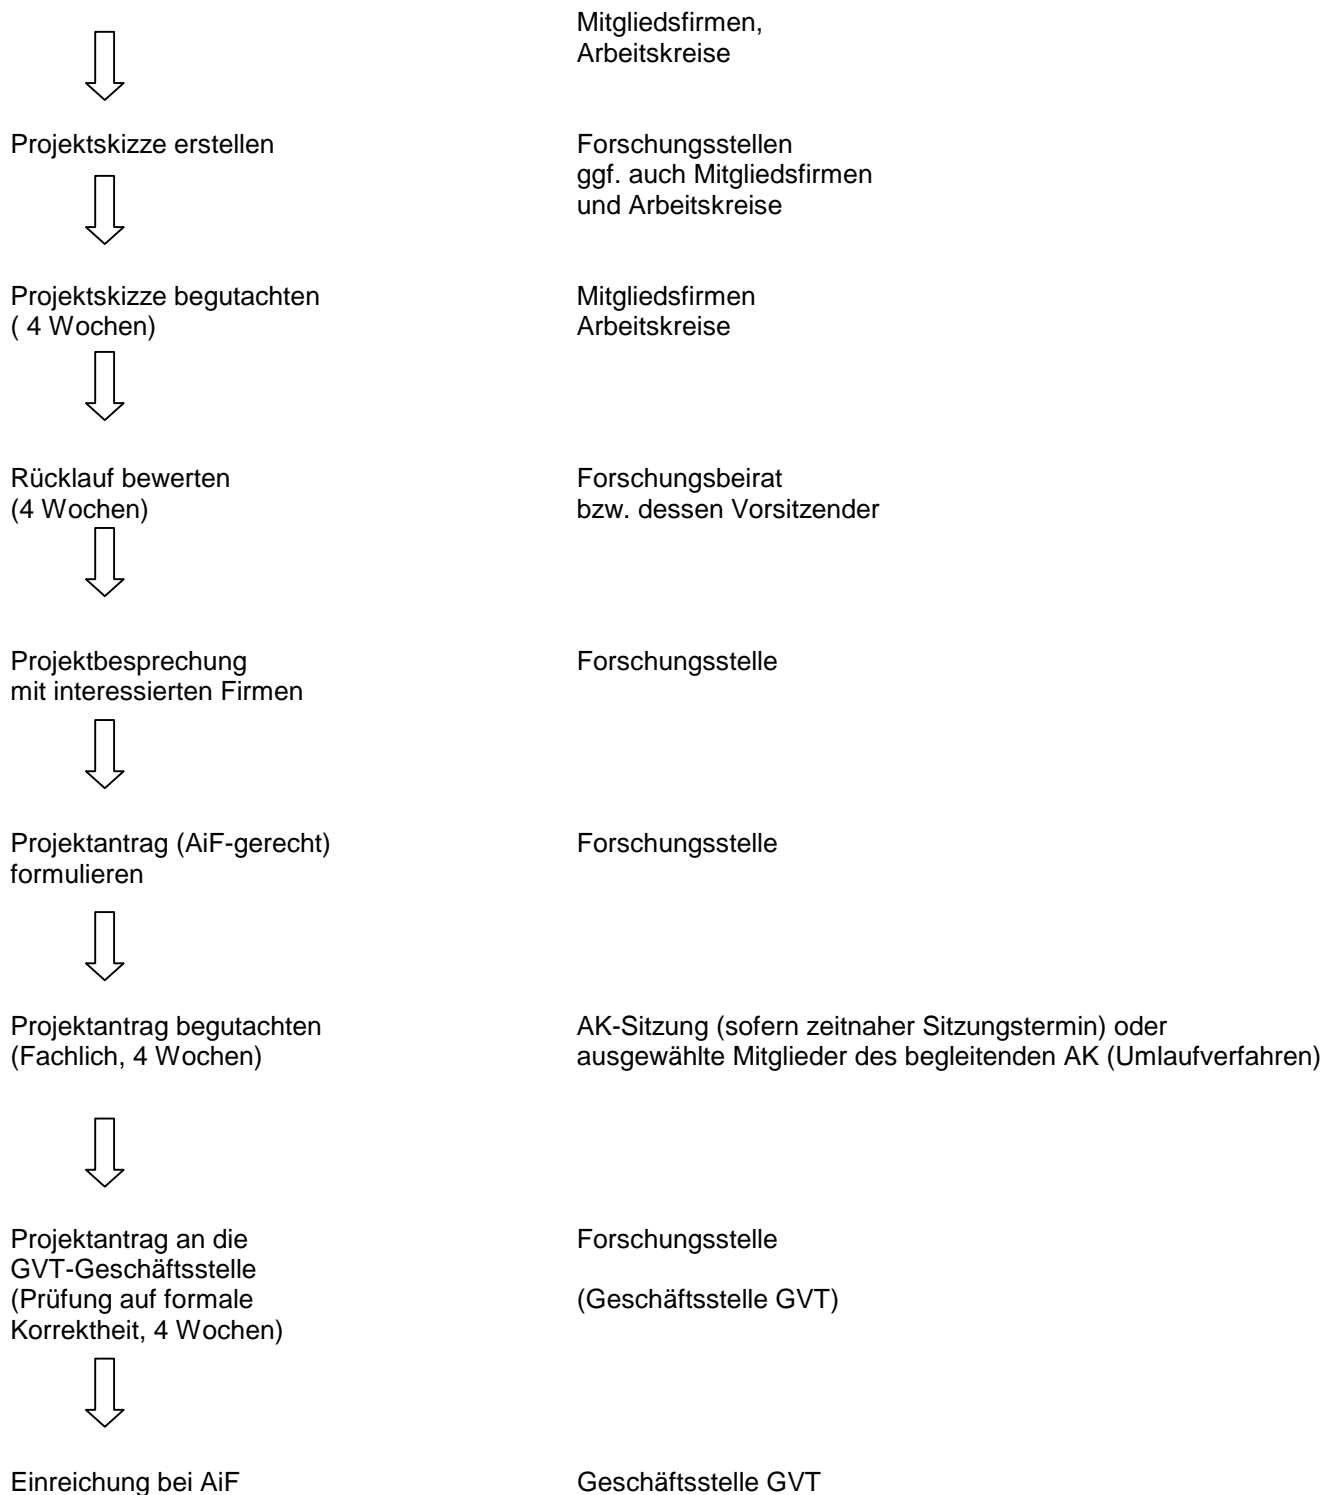 Mitgliedsfirmen,
Arbeitskreise
Projektskizze erstellen
Forschungsstellen
ggf. auch Mitgliedsfirmen
und Arbeitskreise
Projektskizze begutachten
( 4 Wochen)
Mitgliedsfirmen
Arbeitskreise
Rücklauf bewerten
(4 Wochen)
Forschungsbeirat
bzw. dessen Vorsitzender
Projektbesprechung
mit interessierten Firmen
Forschungsstelle
Projektantrag (AiF-gerecht)
formulieren
Forschungsstelle
Projektantrag begutachten
(Fachlich, 4 Wochen)
AK-Sitzung (sofern zeitnaher Sitzungstermin) oder
ausgewählte Mitglieder des begleitenden AK (Umlaufverfahren)
Projektantrag an die
GVT-Geschäftsstelle
(Prüfung auf formale
Korrektheit, 4 Wochen)
Forschungsstelle
(Geschäftsstelle GVT)
Einreichung bei AiF
Geschäftsstelle GVT